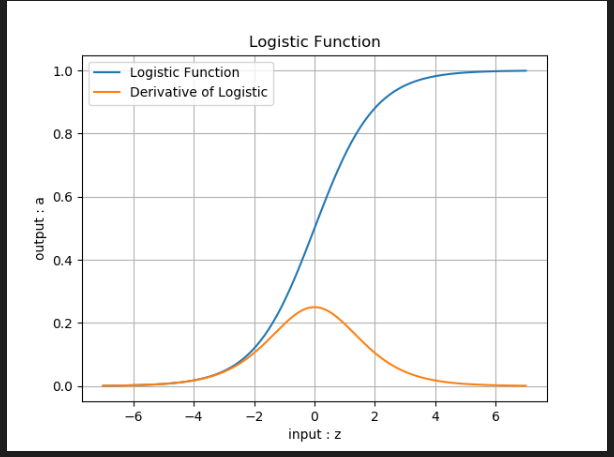 Logistic Function
1.0
Logistic Function
Derivative of Logistic
0.8
0.6
0.4
0.2
0.0
output : a
−6 −4 −2 0 2 4 6
input : z